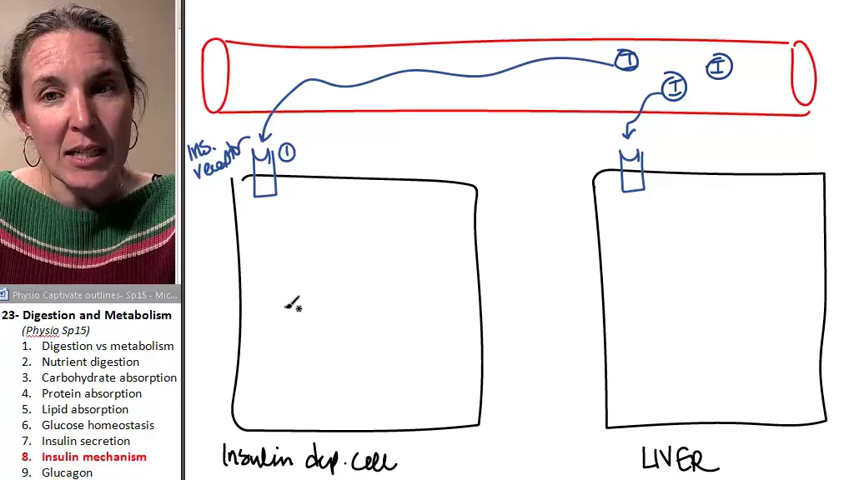 I
I
I
Ins.
receptor
1
Insulin dep. cell
LIVER
Physio Captivate outlines- Sp15 - Mic...
23- Digestion and Metabolism
(Physio Sp15)
1. Digestion vs metabolism
2. Nutrient digestion
3. Carbohydrate absorption
4. Protein absorption
5. Lipid absorption
6. Glucose homeostasis
7. Insulin secretion
8. Insulin mechanism
9. Glucagon